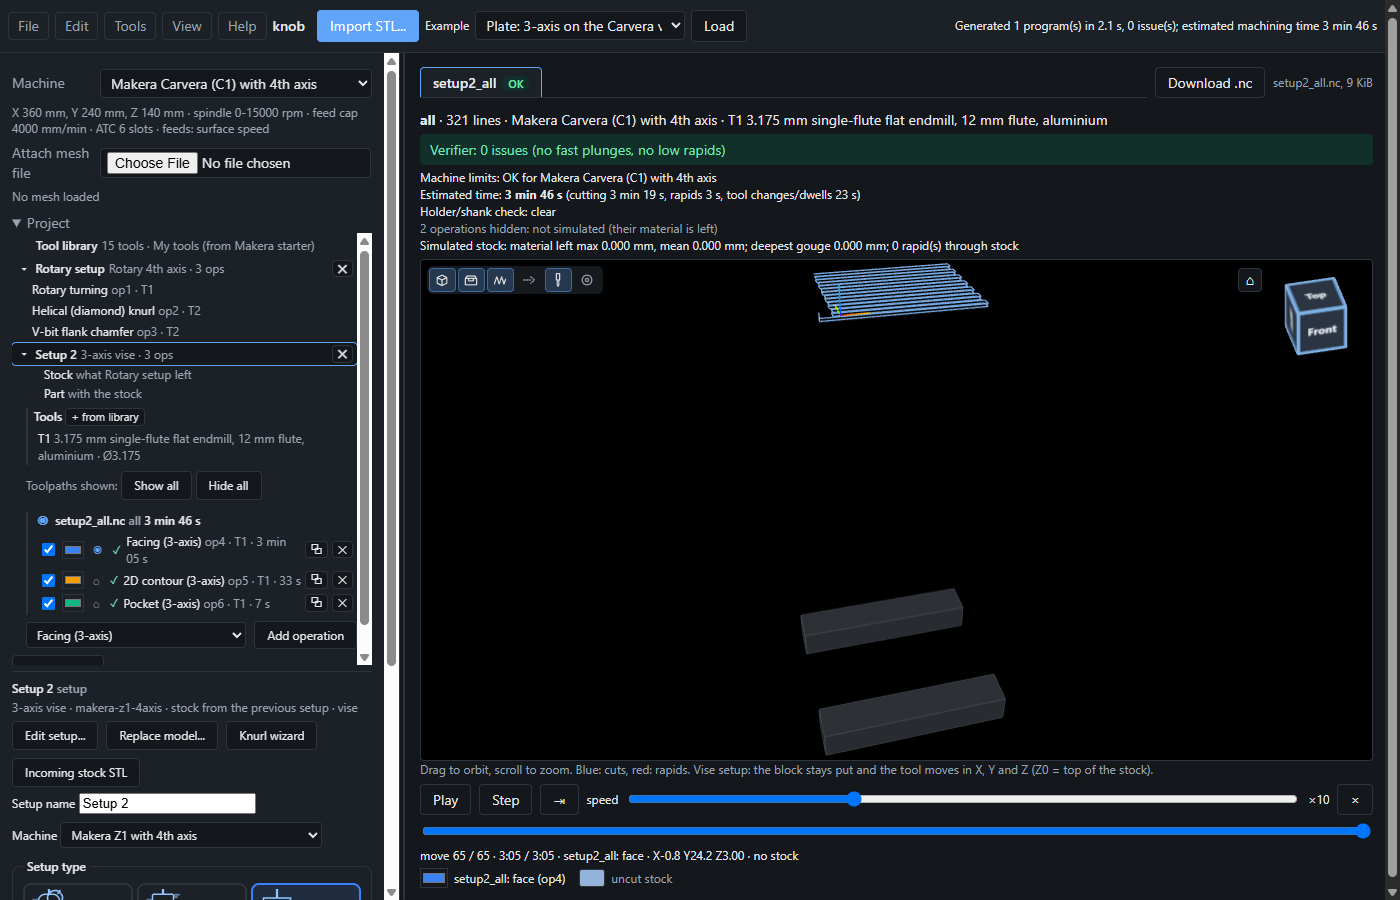 File Edit Tools View Help knob Import STL... Example Plate: 3-axis on the Carvera v Load Generated 1 program(s) in 2.1 s, 0 issue(s); estimated machining time 3 min 46 s
Machine Makera Carvera (C1) with 4th axis
X 360 mm, Y 240 mm, Z 140 mm · spindle 0-15000 rpm · feed cap
4000 mm/min · ATC 6 slots · feeds: surface speed
Attach mesh
file
Choose File No file chosen
No mesh loaded
Project
Tool library 15 tools · My tools (from Makera starter)
Rotary setup Rotary 4th axis · 3 ops
Rotary turning op1 · T1
Helical (diamond) knurl op2 · T2
V-bit flank chamfer op3 · T2
Setup 2 3-axis vise · 3 ops
Stock what Rotary setup left
Part with the stock
Tools + from library
T1 3.175 mm single-flute flat endmill, 12 mm flute,
aluminium · Ø3.175
Toolpaths shown: Show all Hide all
setup2_all.nc all 3 min 46 s
Facing (3-axis) op4 · T1 · 3 min
05 s
2D contour (3-axis) op5 · T1 · 33 s
Pocket (3-axis) op6 · T1 · 7 s
Facing (3-axis) Add operation
Setup 2 setup
3-axis vise · makera-z1-4axis · stock from the previous setup · vise
Edit setup... Replace model... Knurl wizard
Incoming stock STL
Setup name Setup 2
Machine Makera Z1 with 4th axis
Setup type
setup2_all OK Download .nc setup2_all.nc, 9 KiB
all · 321 lines · Makera Carvera (C1) with 4th axis · T1 3.175 mm single-flute flat endmill, 12 mm flute, aluminium
Verifier: 0 issues (no fast plunges, no low rapids)
Machine limits: OK for Makera Carvera (C1) with 4th axis
Estimated time: 3 min 46 s (cutting 3 min 19 s, rapids 3 s, tool changes/dwells 23 s)
Holder/shank check: clear
2 operations hidden: not simulated (their material is left)
Simulated stock: material left max 0.000 mm, mean 0.000 mm; deepest gouge 0.000 mm; 0 rapid(s) through stock
Top
Front
Drag to orbit, scroll to zoom. Blue: cuts, red: rapids. Vise setup: the block stays put and the tool moves in X, Y and Z (Z0 = top of the stock).
Play Step speed ×10
move 65 / 65 · 3:05 / 3:05 · setup2_all: face · X-0.8 Y24.2 Z3.00 · no stock
setup2_all: face (op4) uncut stock